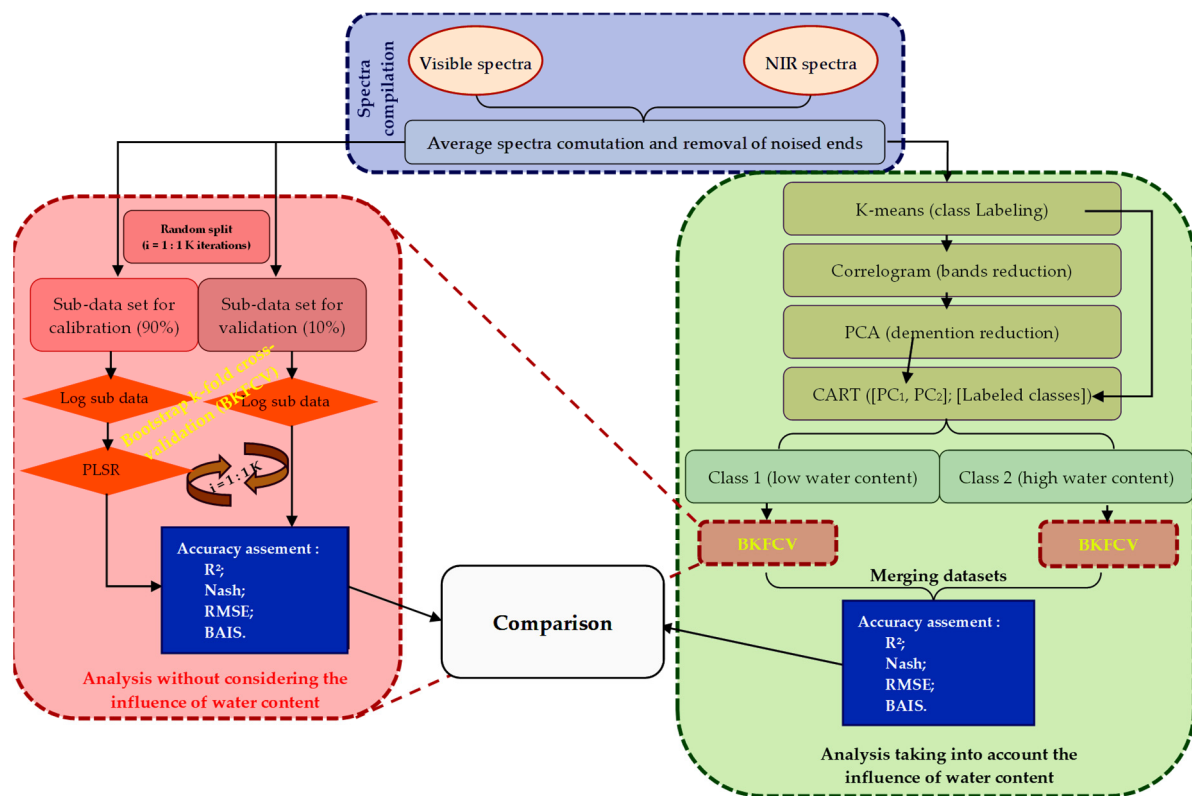 Spectra
compilation
Visible spectra
NIR spectra
Average spectra comutation and removal of noised ends
Random split
(i = 1 : 1 K iterations)
Sub-data set for
calibration (90%)
Sub-data set for
validation (10%)
Bootstrap k-fold cross-
validation (BKFCV)
Log sub data
Log sub data
PLSR
i = 1 : 1 K
Accuracy assement :
R²;
Nash;
RMSE;
BAIS.
Analysis without considering the
influence of water content
Comparison
K-means (class Labeling)
Correlogram (bands reduction)
PCA (demention reduction)
CART ([PC₁, PC₂]; [Labeled classes])
Class 1 (low water content)
Class 2 (high water content)
BKFCV
BKFCV
Merging datasets
Accuracy assement :
R²;
Nash;
RMSE;
BAIS.
Analysis taking into account the
influence of water content